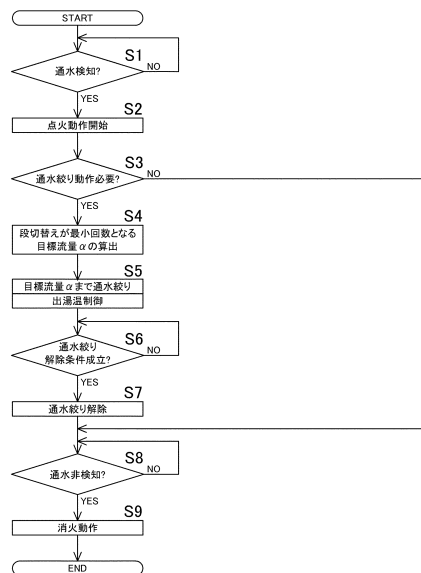 START
S1
通水検知?
NO
YES
S2
点火動作開始
S3
通水絞り動作必要?
NO
YES
S4
段切替えが最小回数となる
目標流量αの算出
S5
目標流量αまで通水絞り
出湯温制御
S6
通水絞り
解除条件成立?
NO
YES
S7
通水絞り解除
S8
通水非検知?
NO
YES
S9
消火動作
END